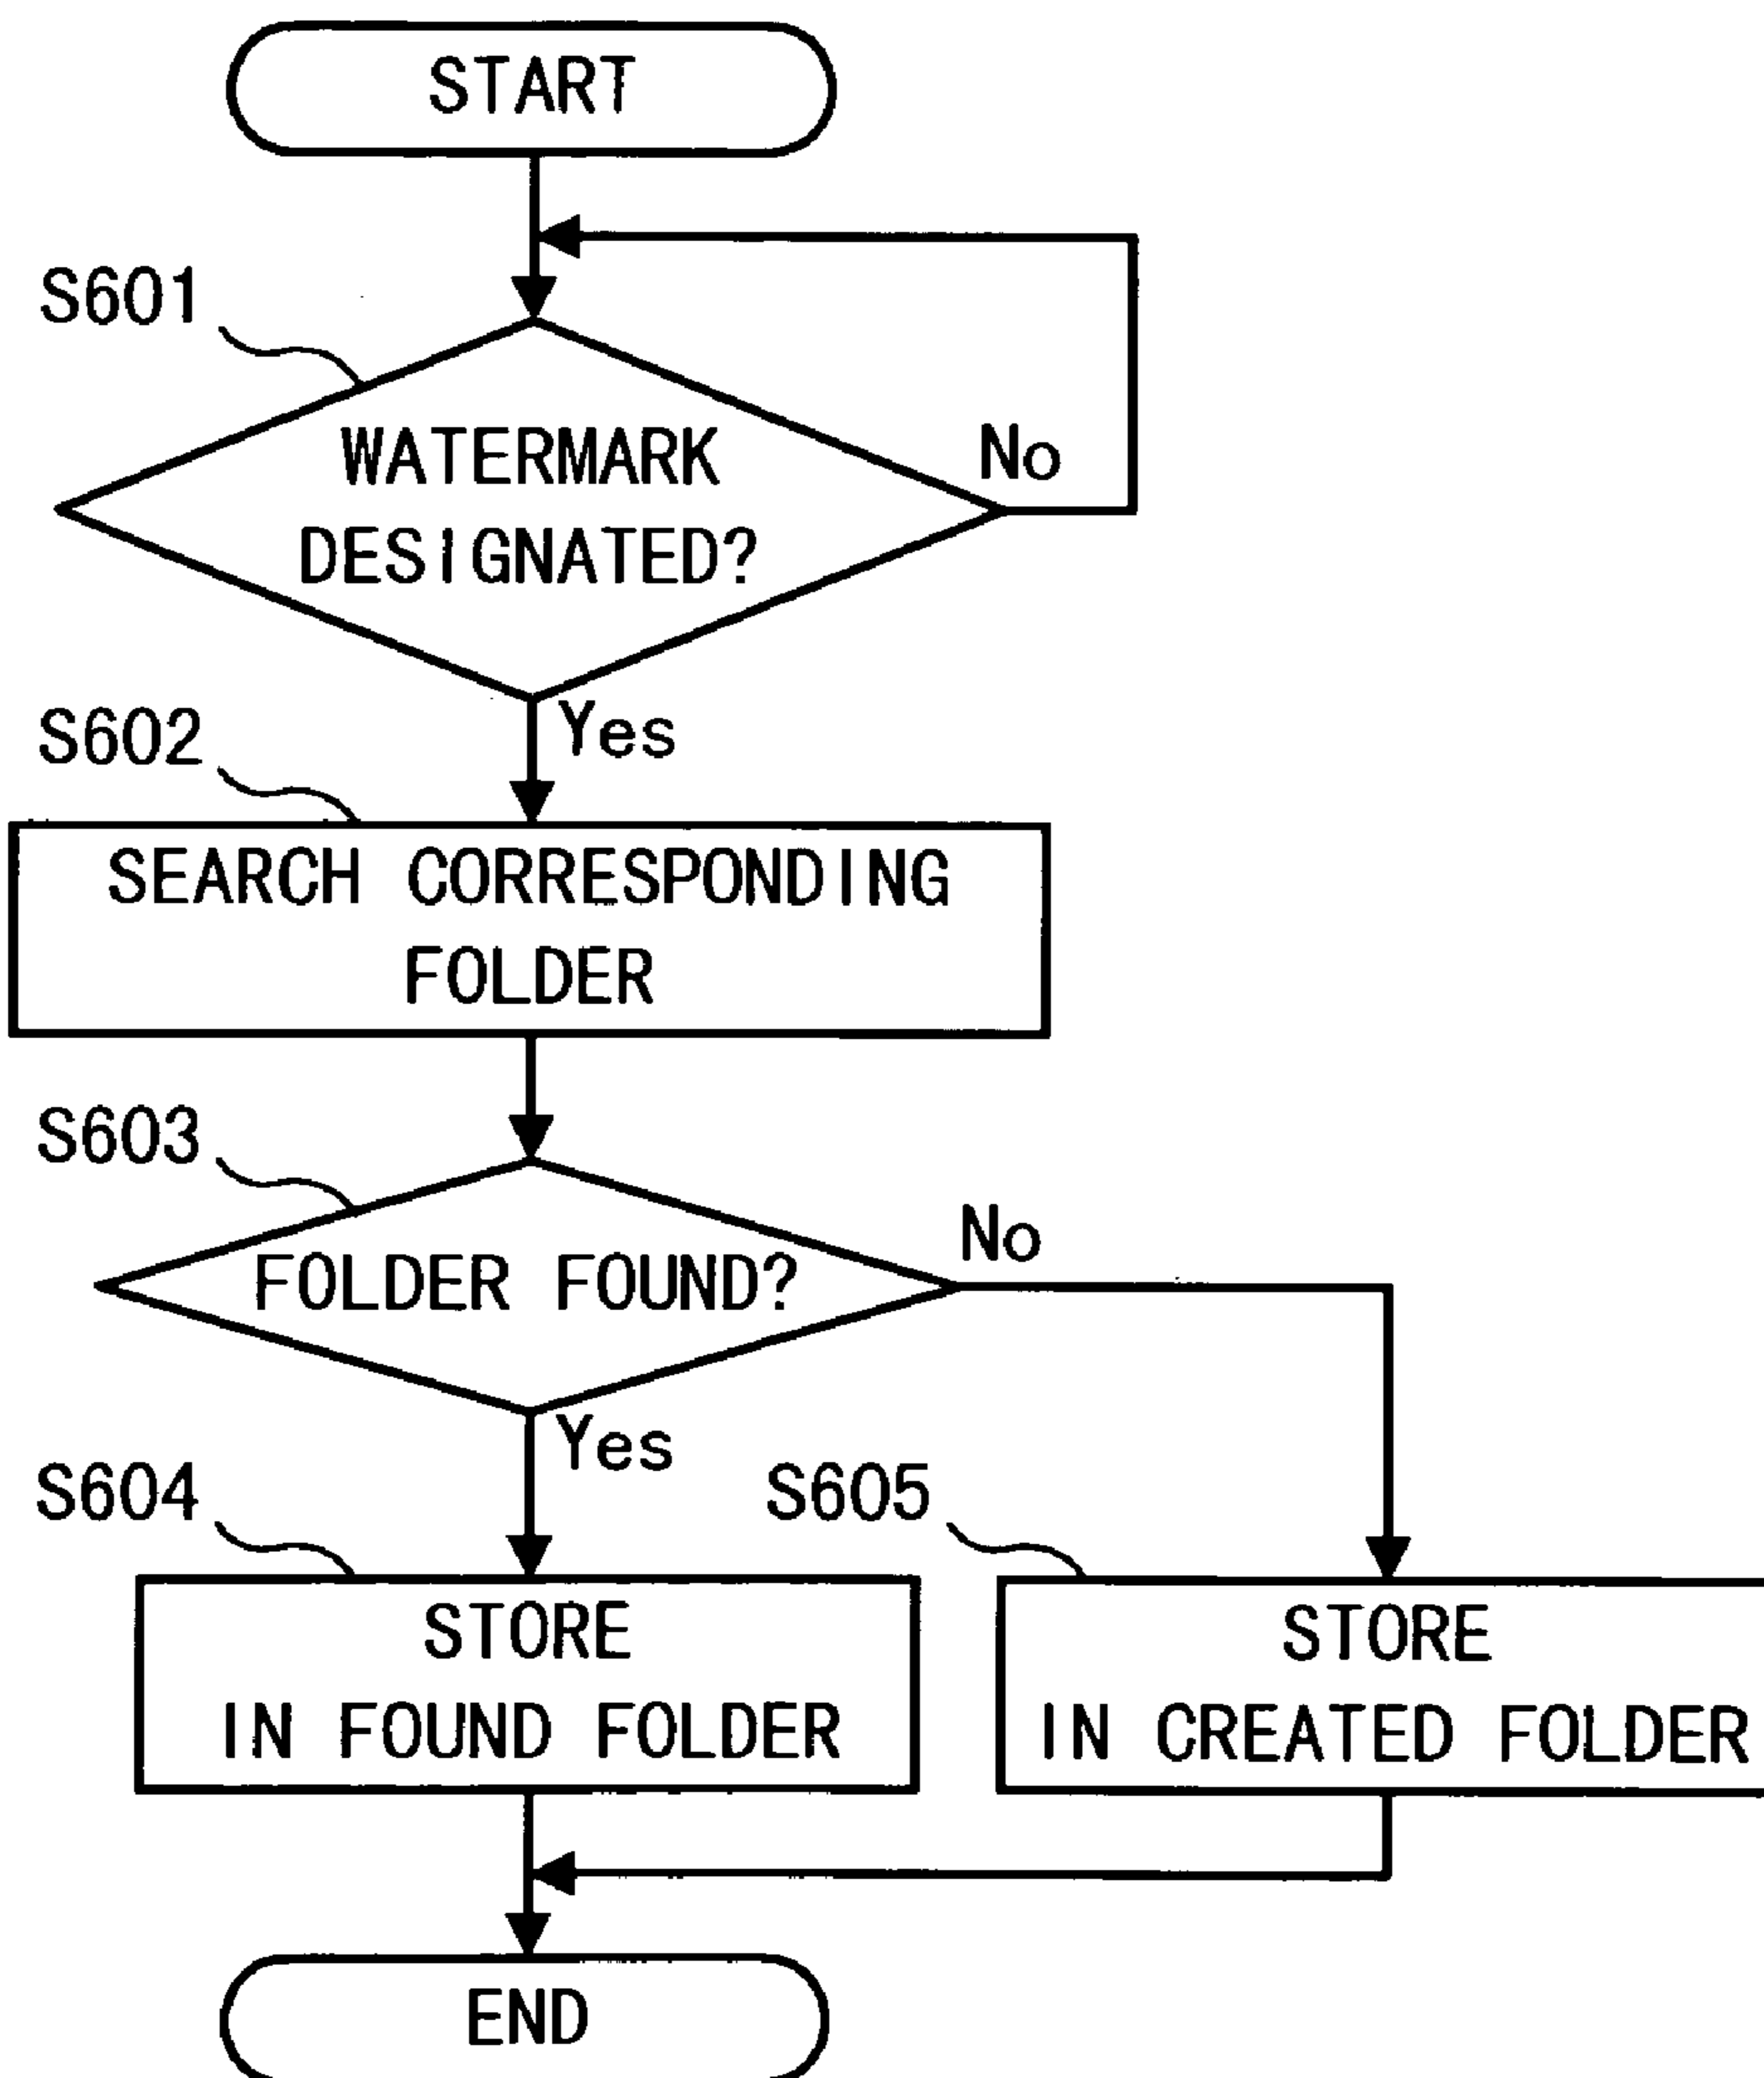 START
S601
WATERMARK
DESIGNATED?
No
Yes
S602
SEARCH CORRESPONDING
FOLDER
S603
FOLDER FOUND?
No
Yes
S604
STORE
IN FOUND FOLDER
S605
STORE
IN CREATED FOLDER
END